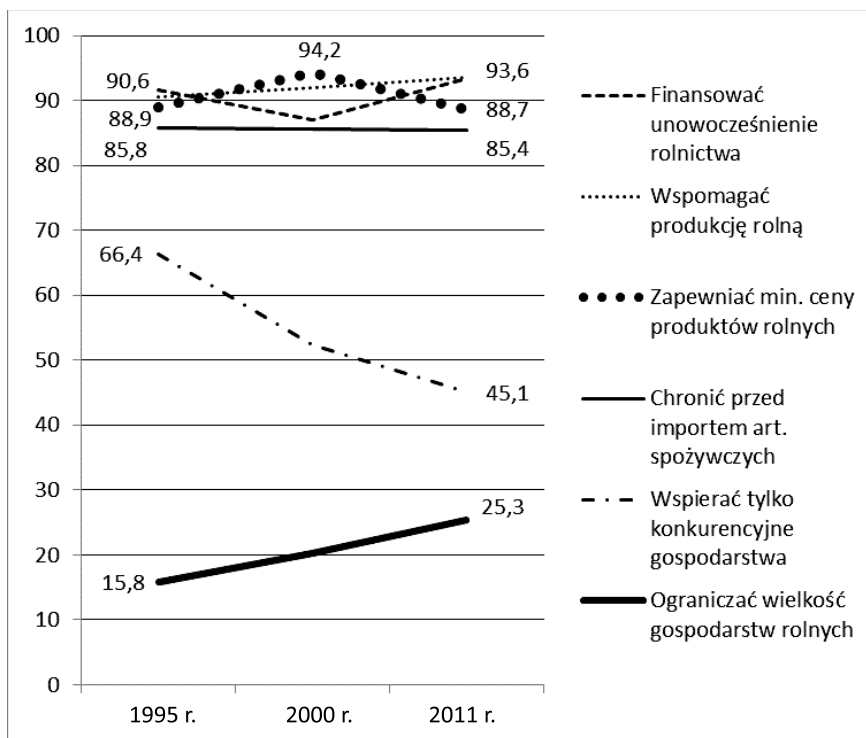 100
90
80
70
60
50
40
30
20
10
0
90,6
88,9
85,8
66,4
15,8
94,2
93,6
88,7
85,4
45,1
25,3
1995 r.
2000 r.
2011 r.
Finansować
unowocześnienie
rolnictwa
Wspomagać
produkcję rolną
Zapewniać min. ceny
produktów rolnych
Chronić przed
importem art.
spożywczych
Wspierać tylko
konkurencyjne
gospodarstwa
Ograniczać wielkość
gospodarstw rolnych